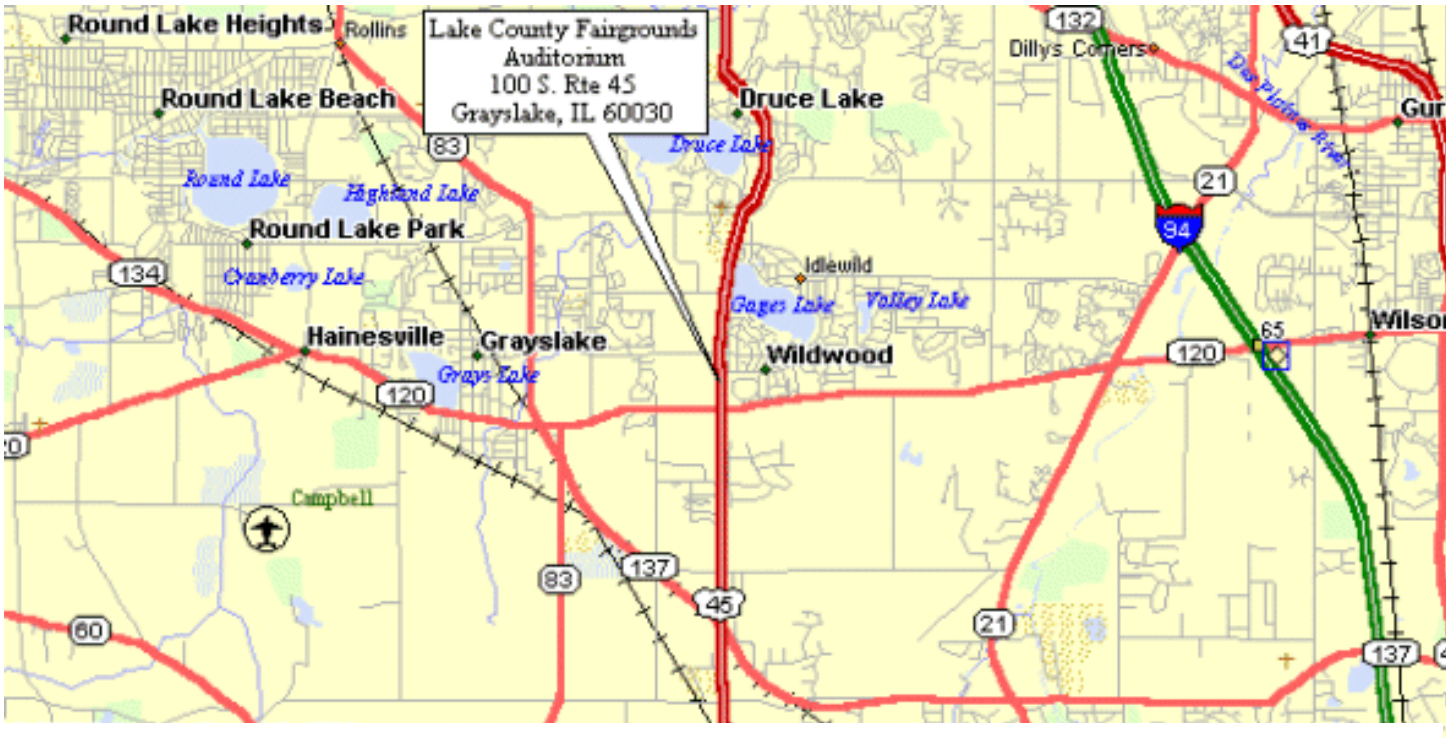 Round Lake Heights
Rollins
Lake County Fairgrounds
Auditorium
100 S. Rte 45
Grayslake, IL 60030
132
Dillys Corners
41
Des Plaines River
Gur
Round Lake Beach
Druce Lake
83
Druce Lake
Round Lake
Highland Lake
21
Round Lake Park
94
134
Cranberry Lake
Idlewild
Gages Lake
Valley Lake
Hainesville
Grayslake
Grays Lake
Wildwood
65
120
Wilson
120
20
Campbell
83
137
45
60
21
137
4